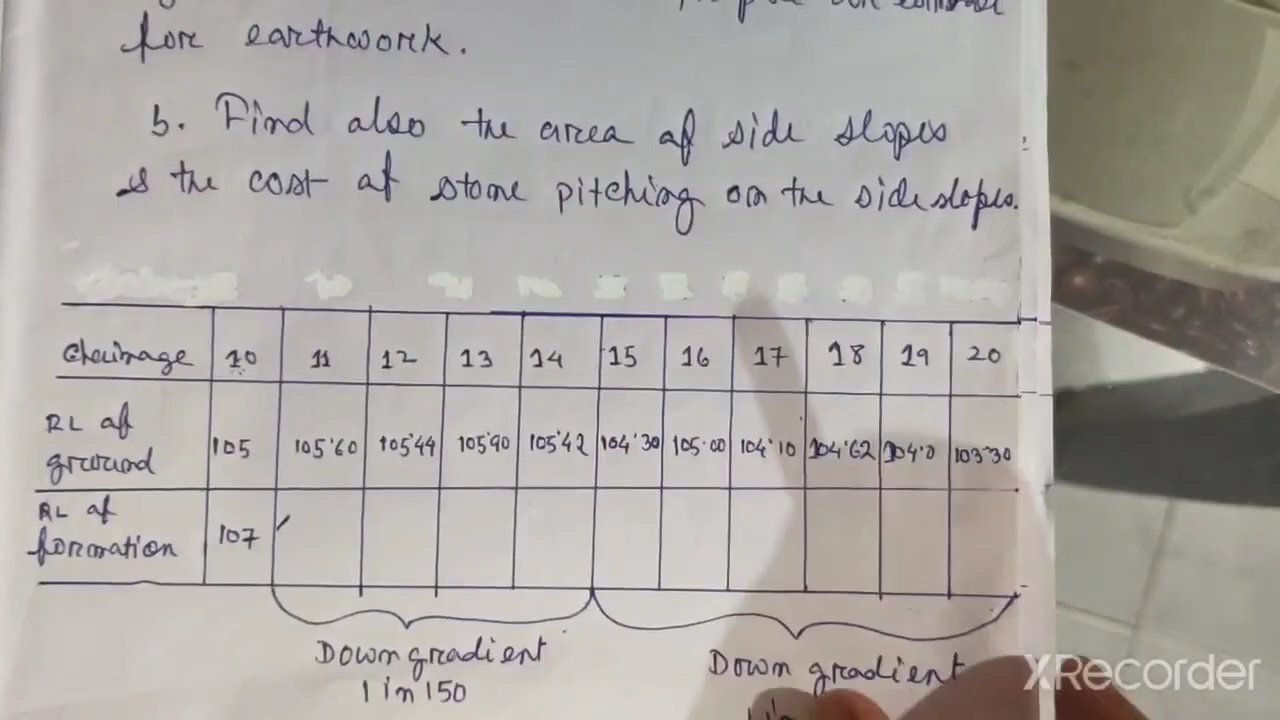 for earthwork.
b. Find also the area of side slopes
& the cost of stone pitching on the side slopes.
Chainage 10 11 12 13 14 15 16 17 18 19 20
RL of ground 105 105.60 105.44 105.90 105.42 104.30 105.00 104.10 104.62 104.0 103.30
RL of formation 107
Down gradient
1 in 150
Down gradient
XRecorder